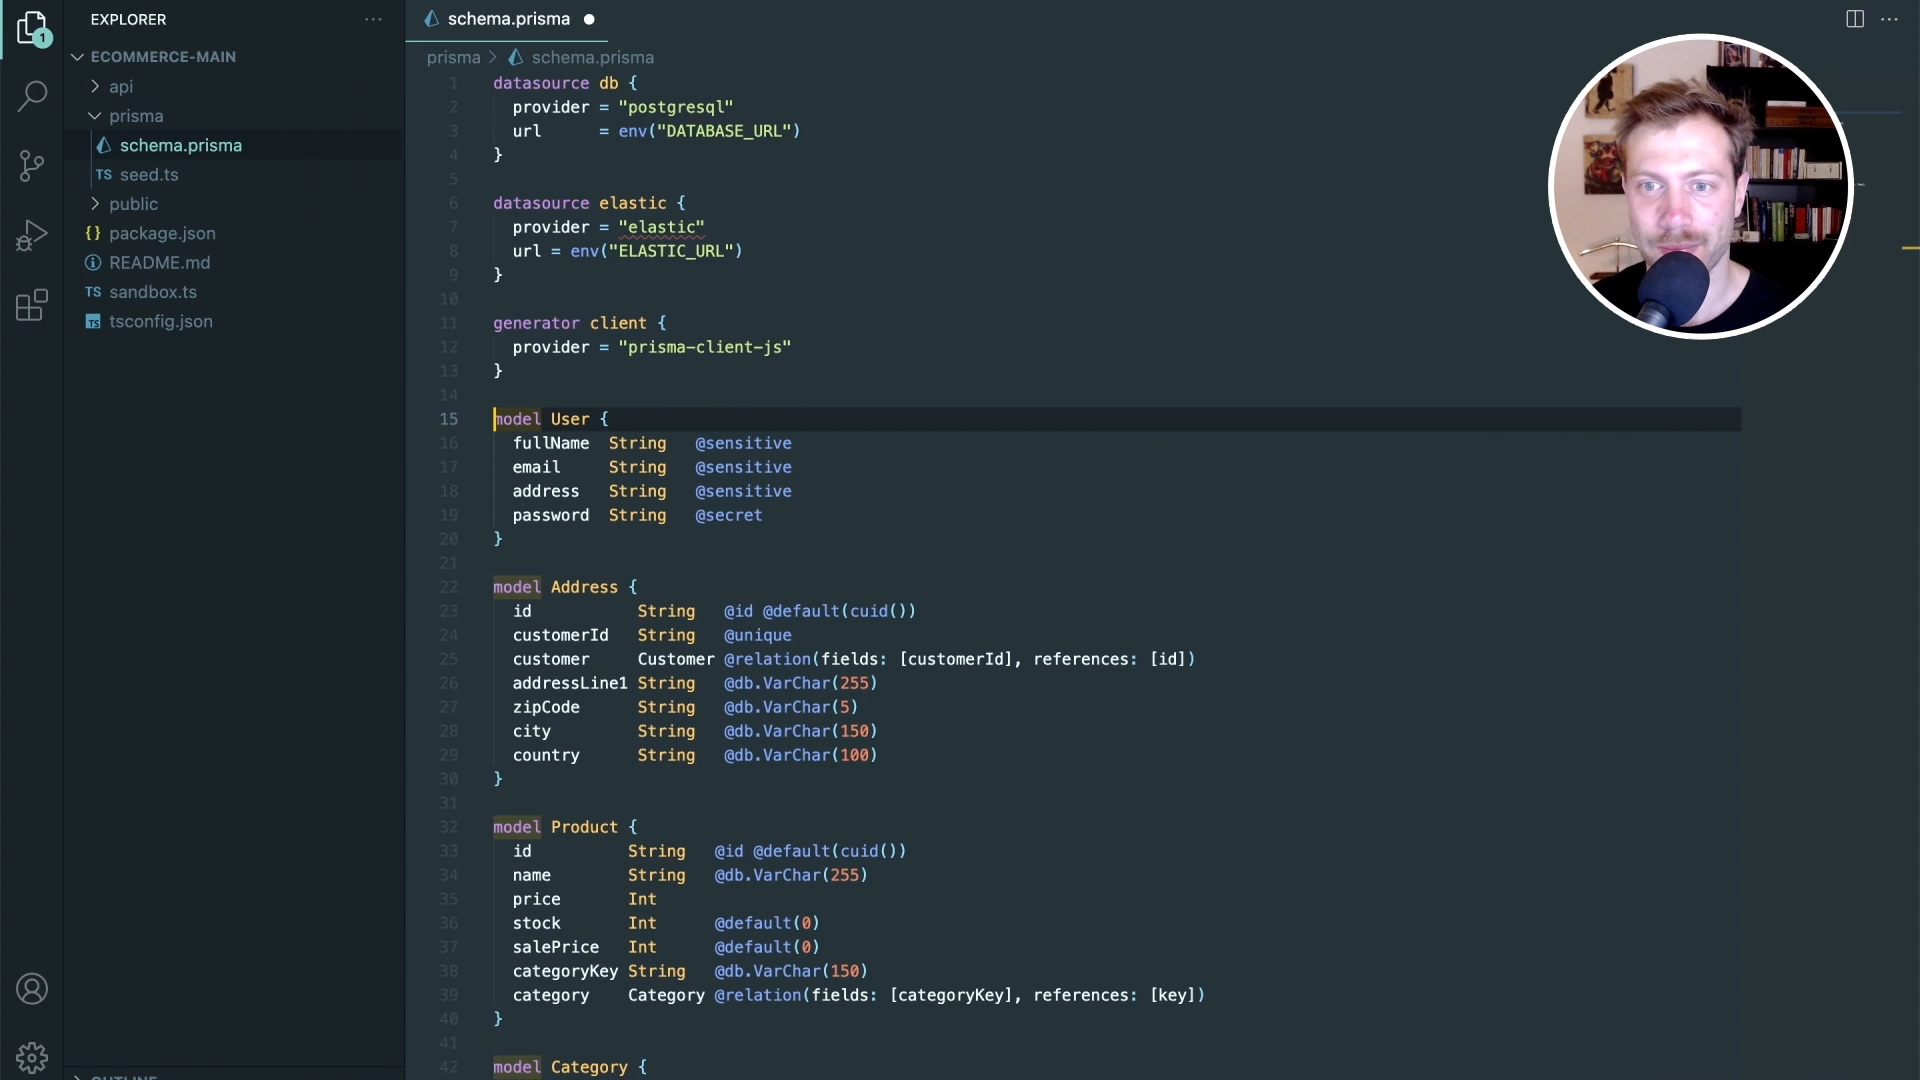 EXPLORER
1
ECOMMERCE-MAIN
api
prisma
schema.prisma
TS seed.ts
public
{} package.json
README.md
TS sandbox.ts
TS tsconfig.json
schema.prisma
prisma > schema.prisma
1 datasource db {
2 provider = "postgresql"
3 url = env("DATABASE_URL")
4 }
5
6 datasource elastic {
7 provider = "elastic"
8 url = env("ELASTIC_URL")
9 }
10
11 generator client {
12 provider = "prisma-client-js"
13 }
14
15 model User {
16 fullName String @sensitive
17 email String @sensitive
18 address String @sensitive
19 password String @secret
20 }
21
22 model Address {
23 id String @id @default(cuid())
24 customerId String @unique
25 customer Customer @relation(fields: [customerId], references: [id])
26 addressLine1 String @db.VarChar(255)
27 zipCode String @db.VarChar(5)
28 city String @db.VarChar(150)
29 country String @db.VarChar(100)
30 }
31
32 model Product {
33 id String @id @default(cuid())
34 name String @db.VarChar(255)
35 price Int
36 stock Int @default(0)
37 salePrice Int @default(0)
38 categoryKey String @db.VarChar(150)
39 category Category @relation(fields: [categoryKey], references: [key])
40 }
41
42 model Category {
OUTLINE